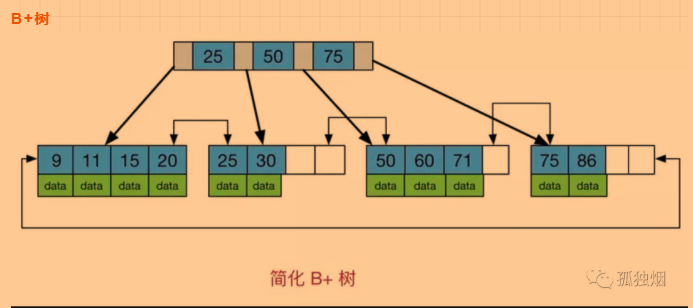 B+树
25 50 75
9 11 15 20 25 30 50 60 71 75 86
data data data data data data data data data data data
简化 B+ 树
孤独烟